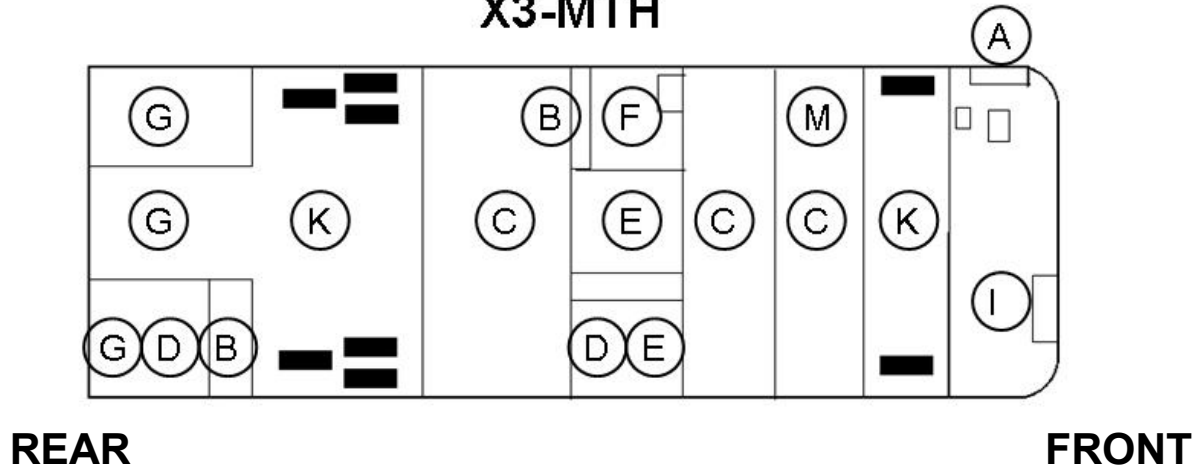 X3-MTH
A
G B F M
G K C E C C K
I
G D B D E
REAR FRONT